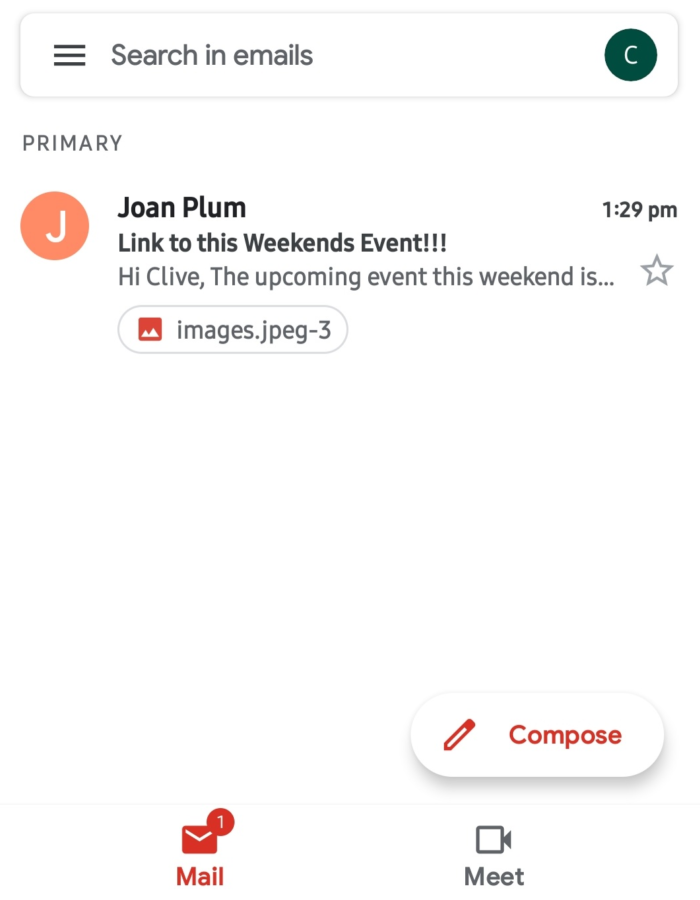 Search in emails
C
PRIMARY
J
Joan Plum
1:29 pm
Link to this Weekends Event!!!
Hi Clive, The upcoming event this weekend is...
images.jpeg-3
Compose
1
Mail
Meet